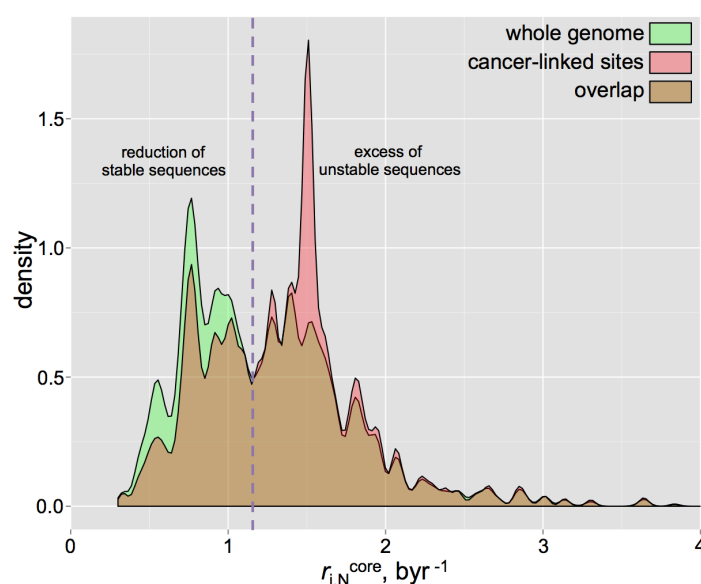 whole genome
cancer-linked sites
overlap
reduction of
stable sequences
excess of
unstable sequences
density
1.5
1.0
0.5
0.0
0
1
2
3
4
r i,N core, byr -1